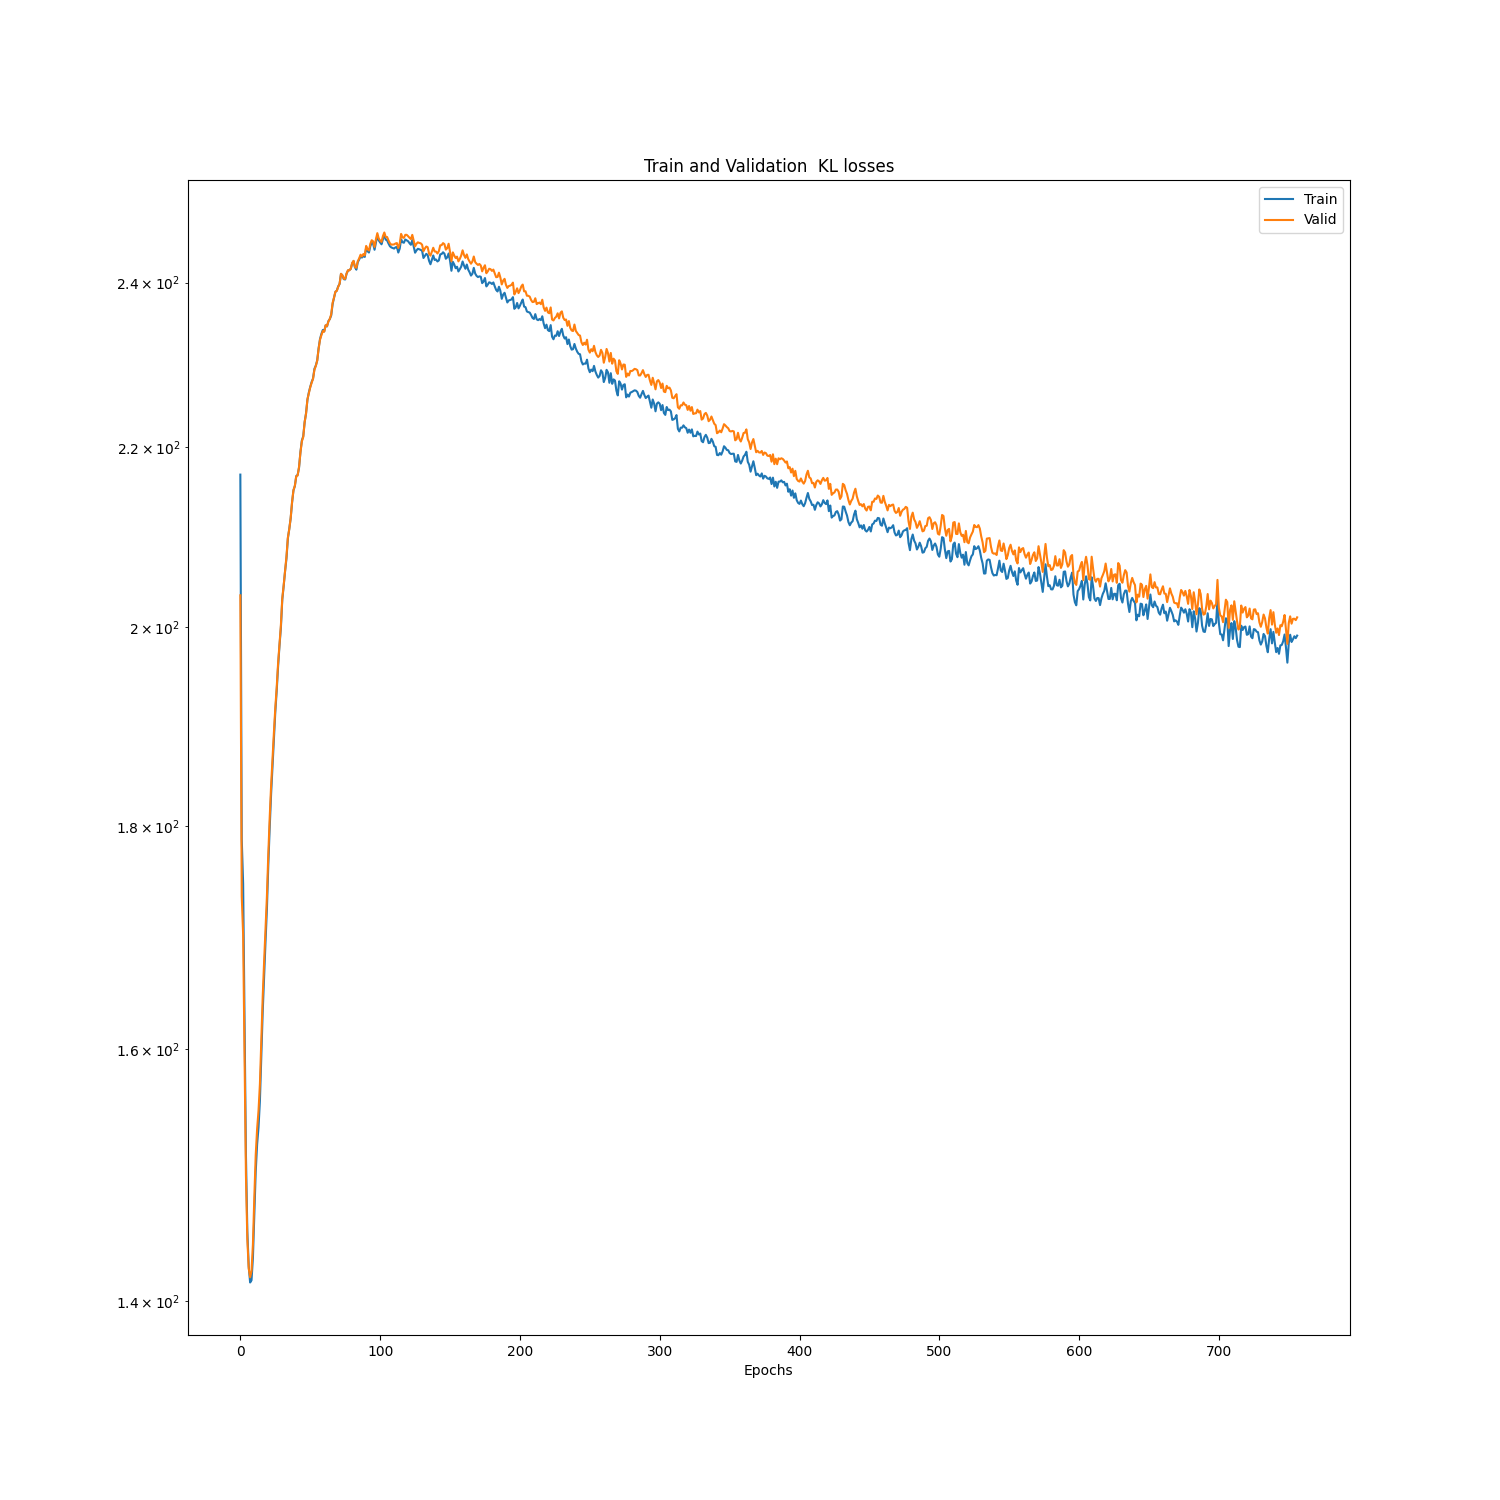 Train and Validation  KL losses
Train
Valid
2.4 × 10²
2.2 × 10²
2 × 10²
1.8 × 10²
1.6 × 10²
1.4 × 10²
0 100 200 300 400 500 600 700
Epochs